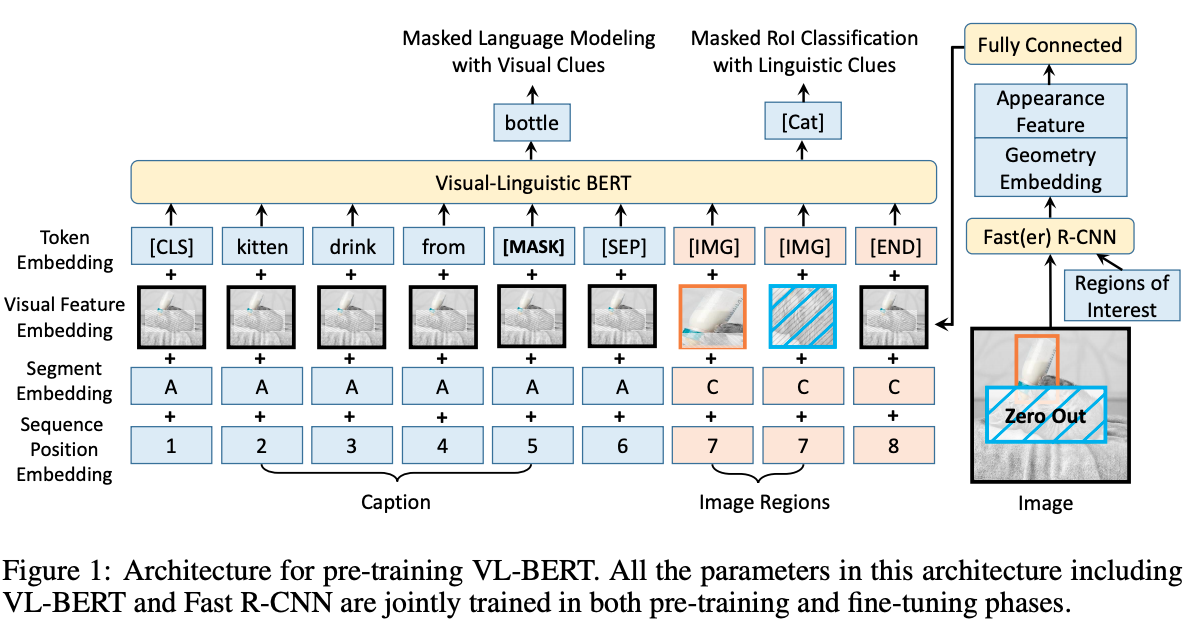 Masked Language Modeling
with Visual Clues
Masked RoI Classification
with Linguistic Clues
Fully Connected
bottle
[Cat]
Appearance
Feature
Geometry
Embedding
Visual-Linguistic BERT
Fast(er) R-CNN
Regions of
Interest
Token
Embedding
[CLS] kitten drink from [MASK] [SEP] [IMG] [IMG] [END]
+ + + + + + + + +
Visual Feature
Embedding
+ + + + + + + + +
Segment
Embedding
A A A A A A C C C
+ + + + + + + + +
Sequence
Position
Embedding
1 2 3 4 5 6 7 7 8
Caption
Image Regions
Zero Out
Image
Figure 1: Architecture for pre-training VL-BERT. All the parameters in this architecture including
VL-BERT and Fast R-CNN are jointly trained in both pre-training and fine-tuning phases.